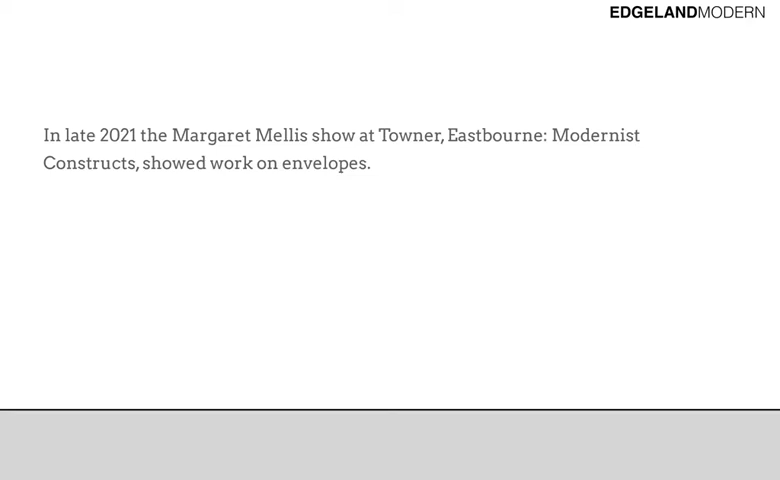 EDGELANDMODERN
In late 2021 the Margaret Mellis show at Towner, Eastbourne: Modernist
Constructs, showed work on envelopes.